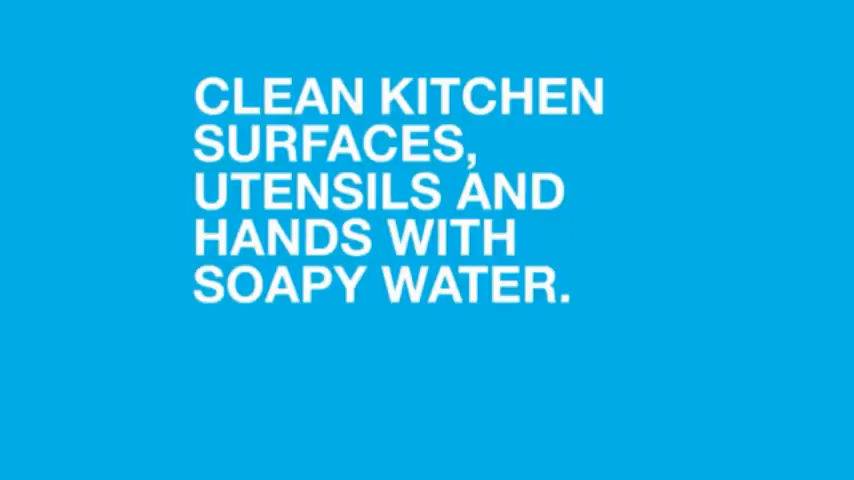 CLEAN KITCHEN
SURFACES,
UTENSILS AND
HANDS WITH
SOAPY WATER.